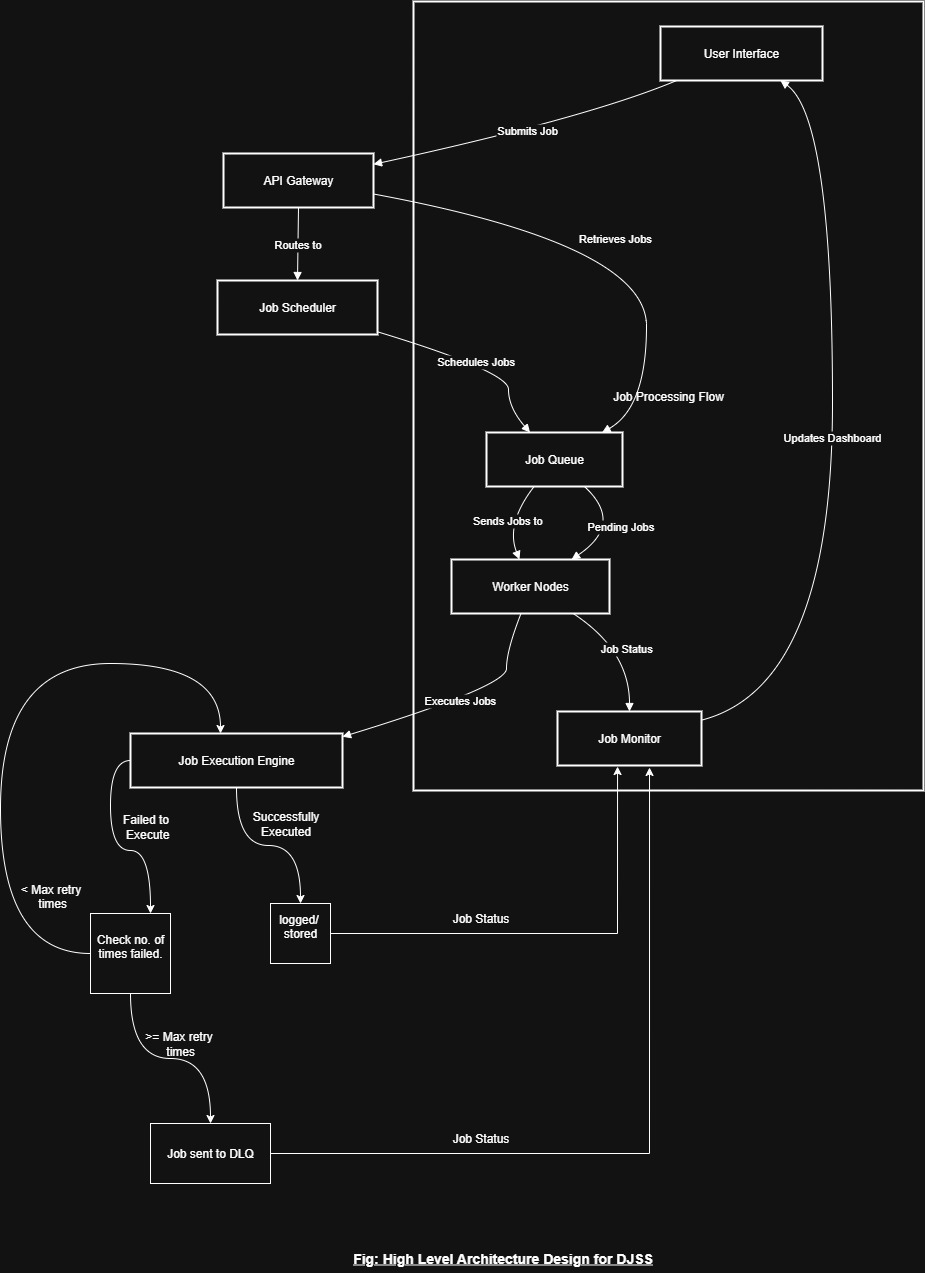 User Interface
Submits Job
API Gateway
Retrieves Jobs
Routes to
Job Scheduler
Schedules Jobs
Job Processing Flow
Updates Dashboard
Job Queue
Sends Jobs to
Pending Jobs
Worker Nodes
Job Status
Executes Jobs
Job Monitor
Job Execution Engine
Failed to
Execute
Successfully
Executed
< Max retry
times
logged/
stored
Job Status
Check no. of
times failed.
>= Max retry
times
Job Status
Job sent to DLQ
Fig: High Level Architecture Design for DJSS